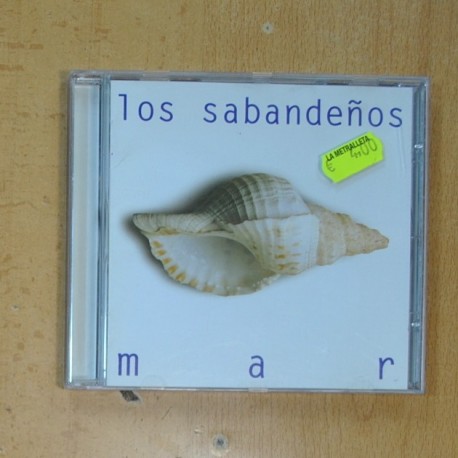 los sabandeños
LA METRALLETA
€ 4,00
m a r